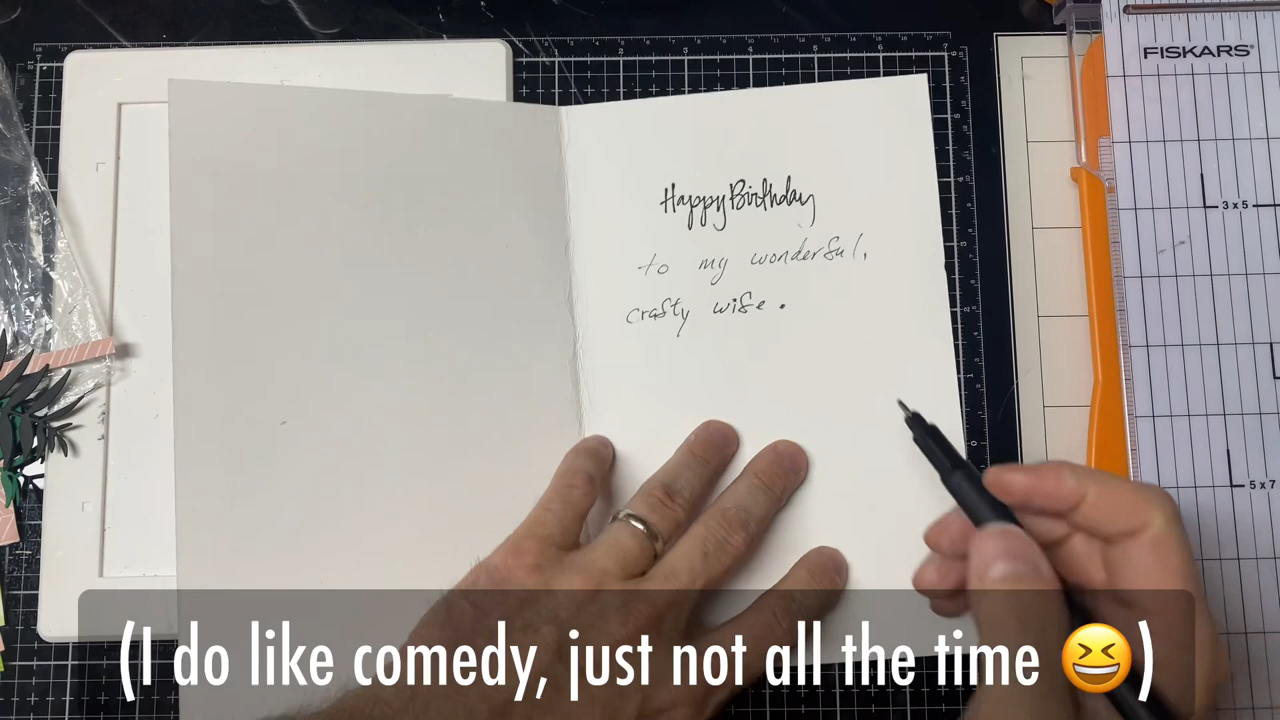 FISKARS®
3 x 5
5 x 7
Happy Birthday
to my wonderful,
crafty wife.
(I do like comedy, just not all the time 😆)